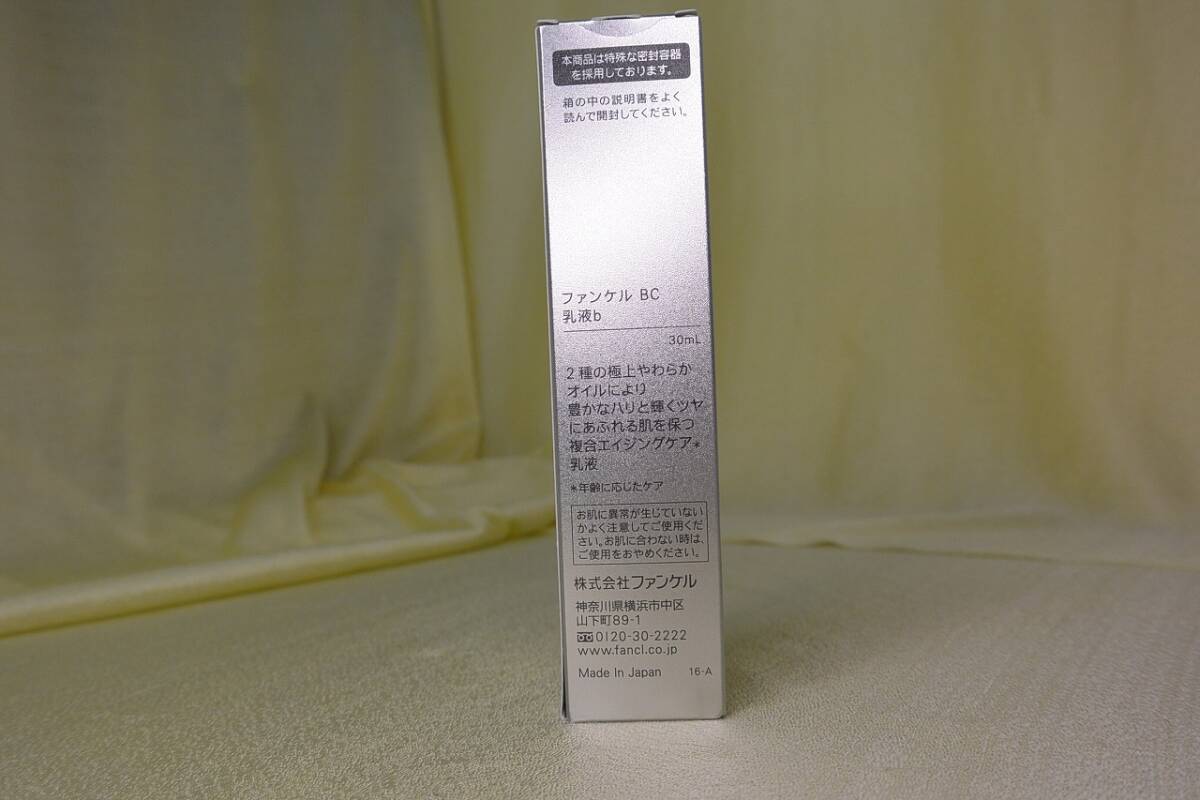 本商品は特殊な密封容器
を採用しております。
箱の中の説明書をよく
読んで開封してください。
ファンケル BC
乳液b
30mL
2種の極上やわらか
オイルにより
豊かなハリと輝くツヤ
にあふれる肌を保つ
複合エイジングケア*
乳液
*年齢に応じたケア
お肌に異常が生じていない
かよく注意してご使用くだ
さい。お肌に合わない時は、
ご使用をおやめください。
株式会社ファンケル
神奈川県横浜市中区
山下町89-1
0120-30-2222
www.fancl.co.jp
Made In Japan 16-A